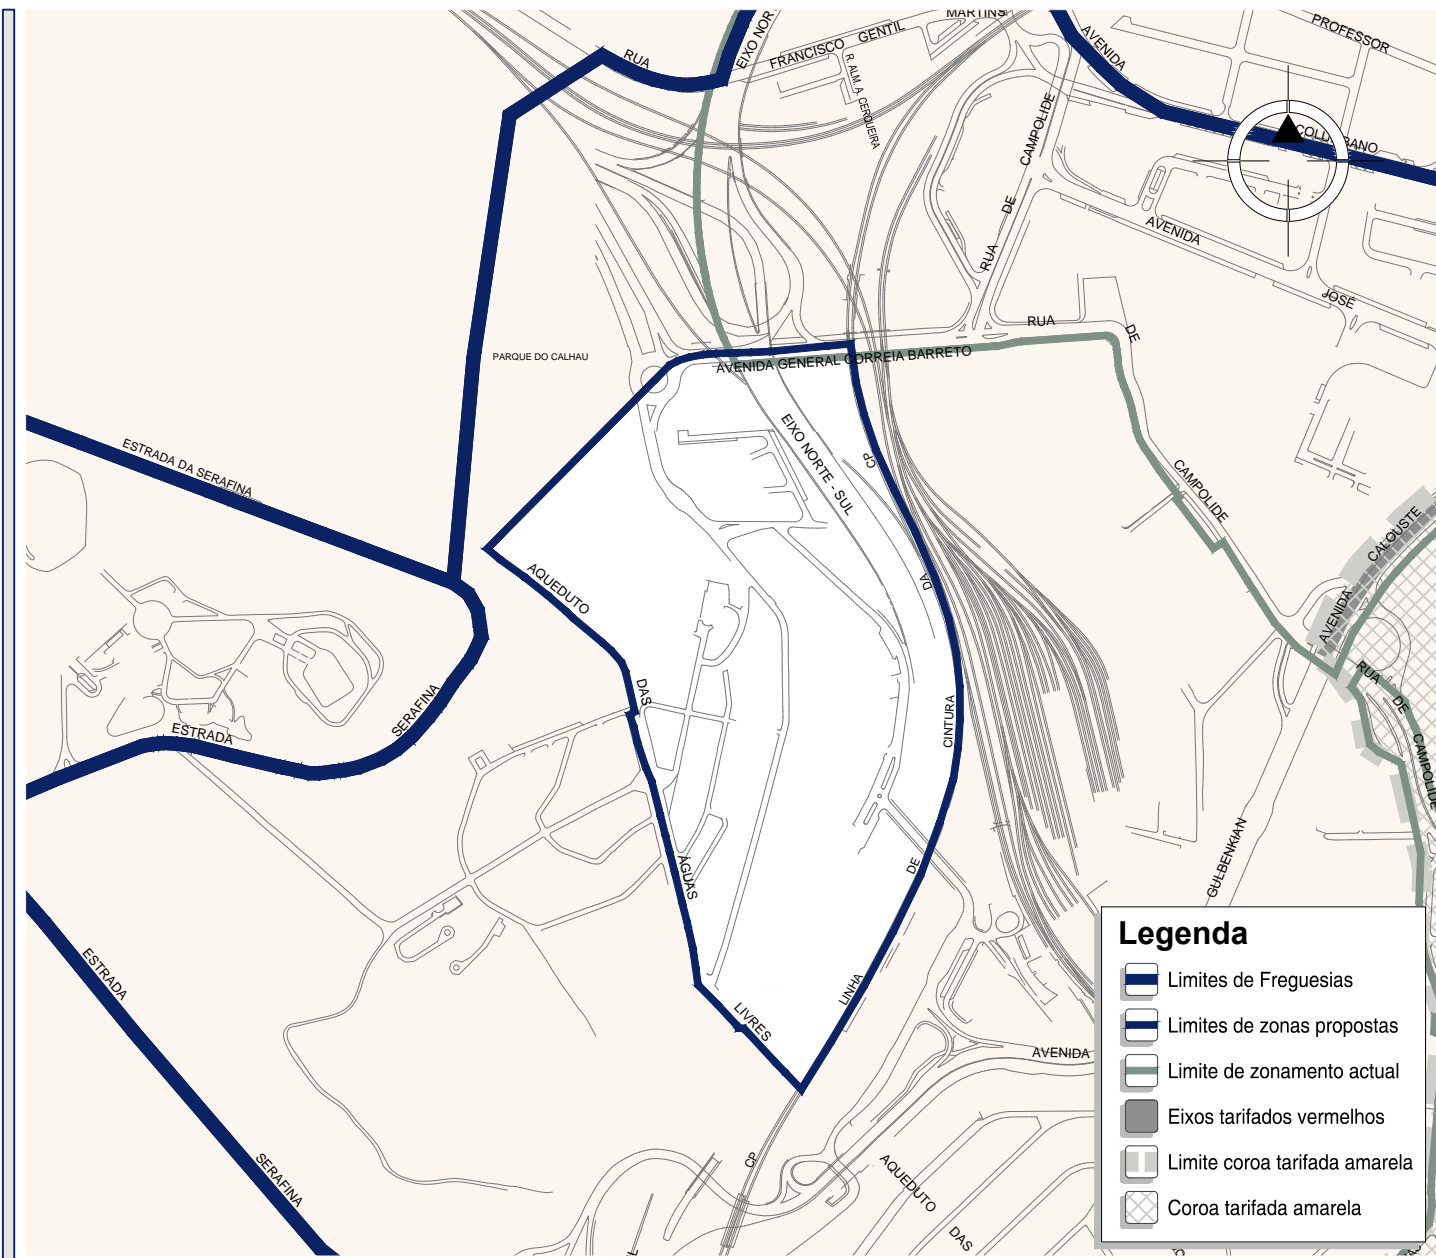 MARTINS
PROFESSOR
RUA
EIXO NOR
FRANCISCO GENTIL
AVENIDA
R. ALM. A. CERQUEIRA
CAMPOLIDE
DE
RUA
COLU BANO
AVENIDA
JOSÉ
RUA
DE
CAMPOLIDE
PARQUE DO CALHAU
AVENIDA GENERAL CORREIA BARRETO
EIXO NORTE - SUL
CP
DA
CINTURA
DE
LINHA
ESTRADA DA SERAFINA
AQUEDUTO
DAS
ÁGUAS
LIVRES
ESTRADA
SERAFINA
AVENIDA
CALOUSTE
GULBENKIAN
RUA
DE
CAMPOLIDE
ESTRADA
SERAFINA
AVENIDA
CP
AQUEDUTO
DAS
Legenda
Limites de Freguesias
Limites de zonas propostas
Limite de zonamento actual
Eixos tarifados vermelhos
Limite coroa tarifada amarela
Coroa tarifada amarela